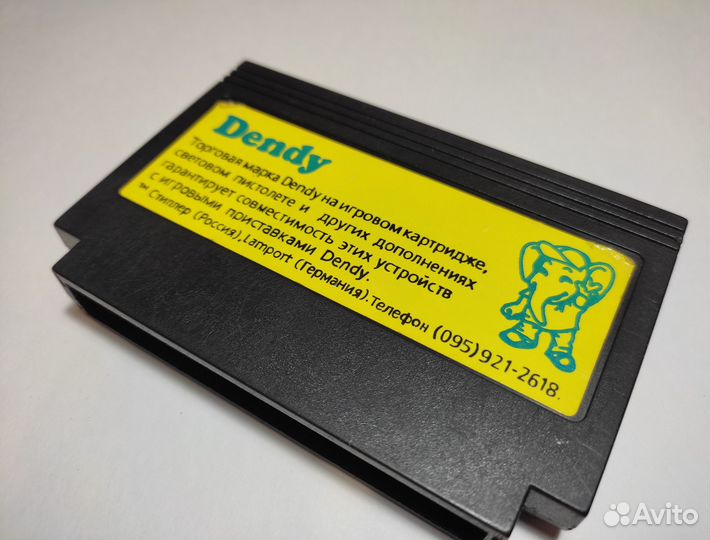 Dendy
Торговая марка Dendy на игровом картридже,
световом пистолете и других дополнениях
гарантирует совместимость этих устройств
с игровыми приставками Dendy.
™ Стиплер (Россия), Lamport (Германия). Телефон (095)921-2618.
Avito